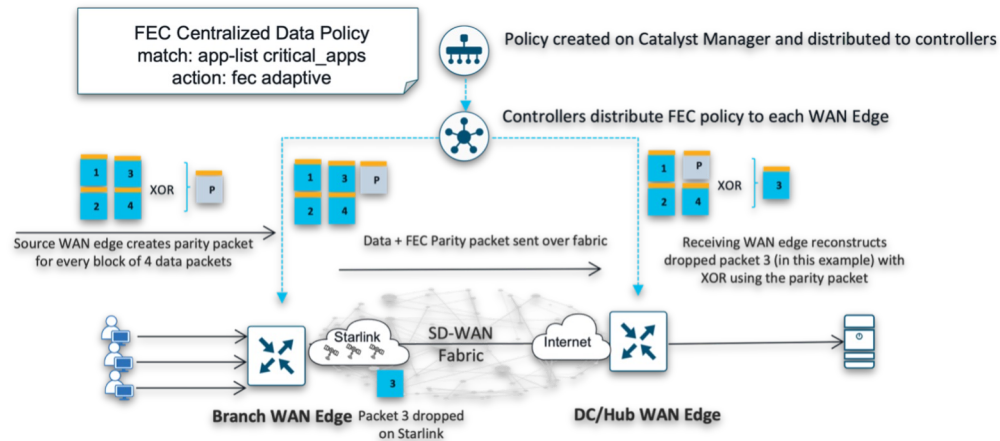 FEC Centralized Data Policy
match: app-list critical_apps
action: fec adaptive
Policy created on Catalyst Manager and distributed to controllers
Controllers distribute FEC policy to each WAN Edge
1 3
2 4
XOR
P
1 3 P
2 4
1 P
2 4
XOR
3
Source WAN edge creates parity packet
for every block of 4 data packets
Data + FEC Parity packet sent over fabric
Receiving WAN edge reconstructs
dropped packet 3 (in this example) with
XOR using the parity packet
Starlink
SD-WAN
Fabric
Internet
3
Branch WAN Edge
Packet 3 dropped
on Starlink
DC/Hub WAN Edge